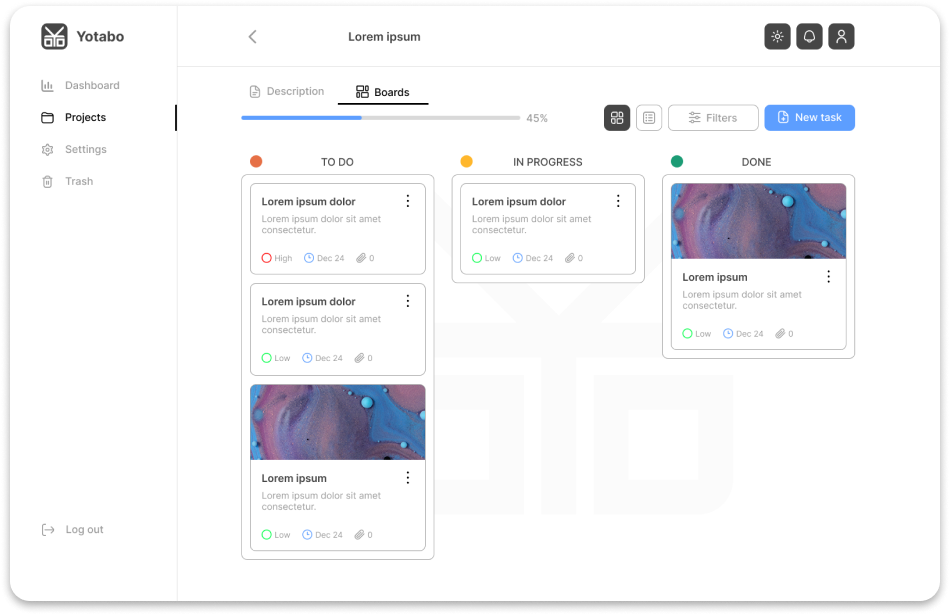 Yotabo
Lorem ipsum
Dashboard
Projects
Settings
Trash
Log out
Description
Boards
45%
Filters
New task
TO DO
Lorem ipsum dolor
Lorem ipsum dolor sit amet
consectetur.
High Dec 24 0
Lorem ipsum dolor
Lorem ipsum dolor sit amet
consectetur.
Low Dec 24 0
Lorem ipsum
Lorem ipsum dolor sit amet
consectetur.
Low Dec 24 0
IN PROGRESS
Lorem ipsum dolor
Lorem ipsum dolor sit amet
consectetur.
Low Dec 24 0
DONE
Lorem ipsum
Lorem ipsum dolor sit amet
consectetur.
Low Dec 24 0